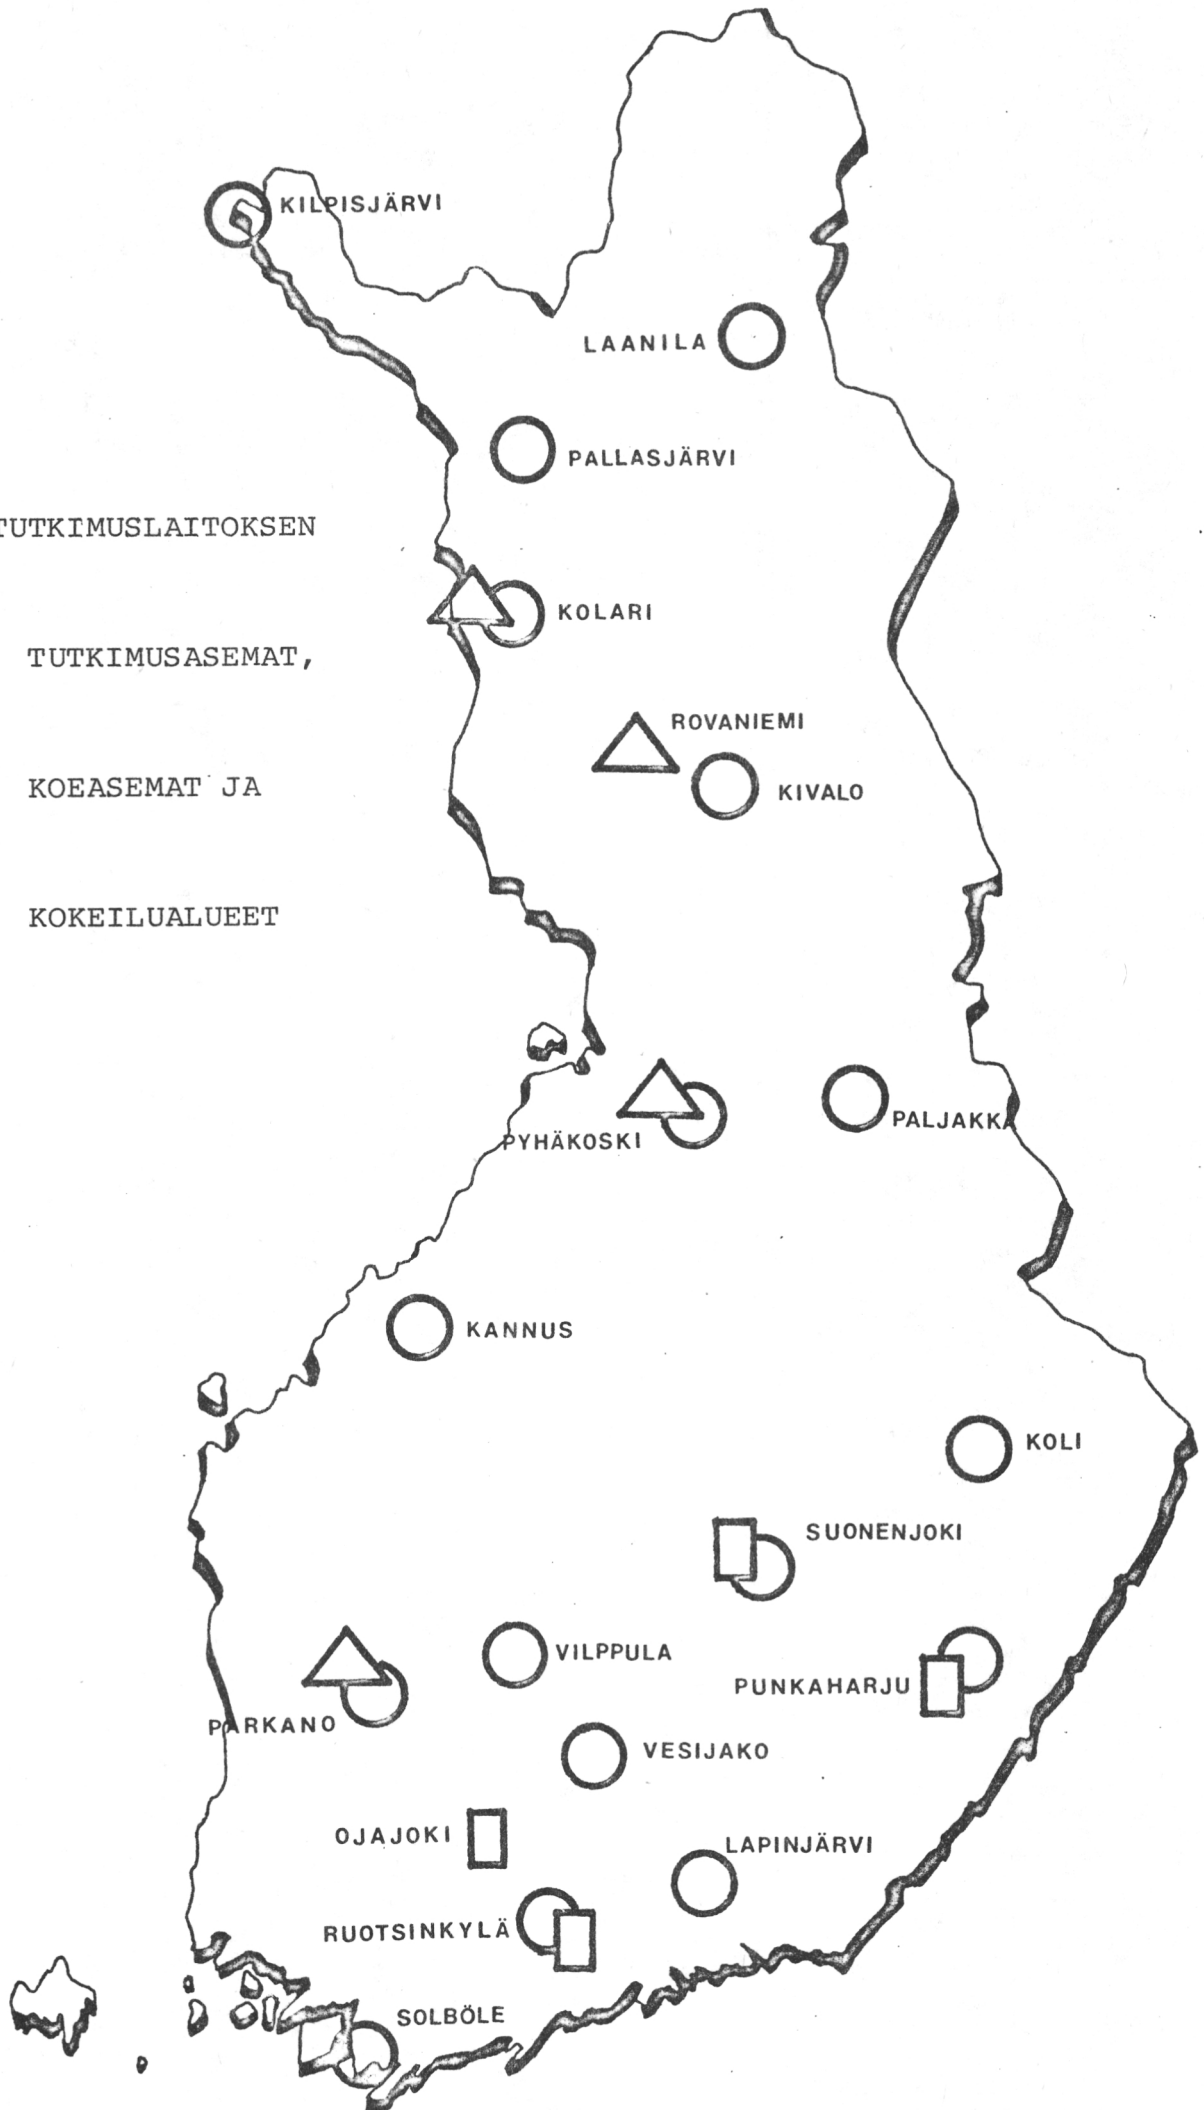 KILPISJÄRVI
LAANILA
PALLASJÄRVI
TUTKIMUSLAITOKSEN
KOLARI
TUTKIMUSASEMAT,
ROVANIEMI
KOEASEMAT JA
KIVALO
KOKEILUALUEET
PALJAKKA
PYHÄKOSKI
KANNUS
KOLI
SUONENJOKI
VILPPULA
PUNKAHARJU
PARKANO
VESIJAKO
OJAJOKI
LAPINJÄRVI
RUOTSINKYLÄ
SOLBÖLE